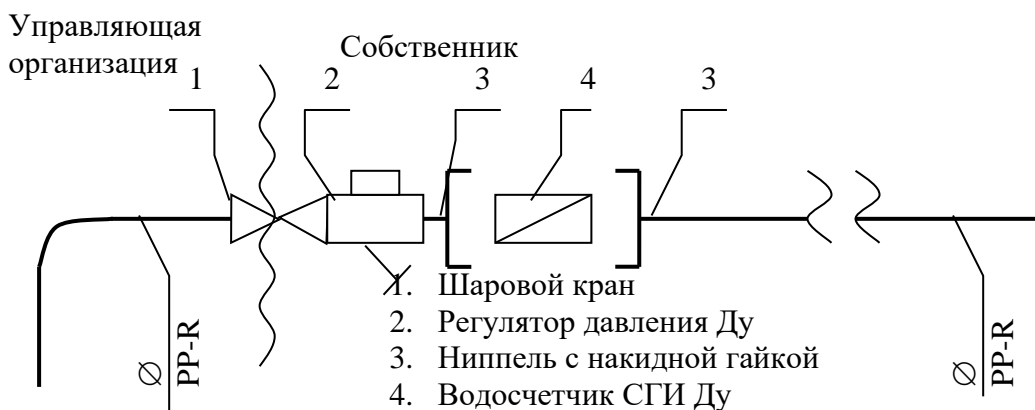 Управляющая
организация
Собственник
1
2
3
4
3
1. Шаровой кран
2. Регулятор давления Ду
3. Ниппель с накидной гайкой
4. Водосчетчик СГИ Ду
∅
PP-R
∅
PP-R